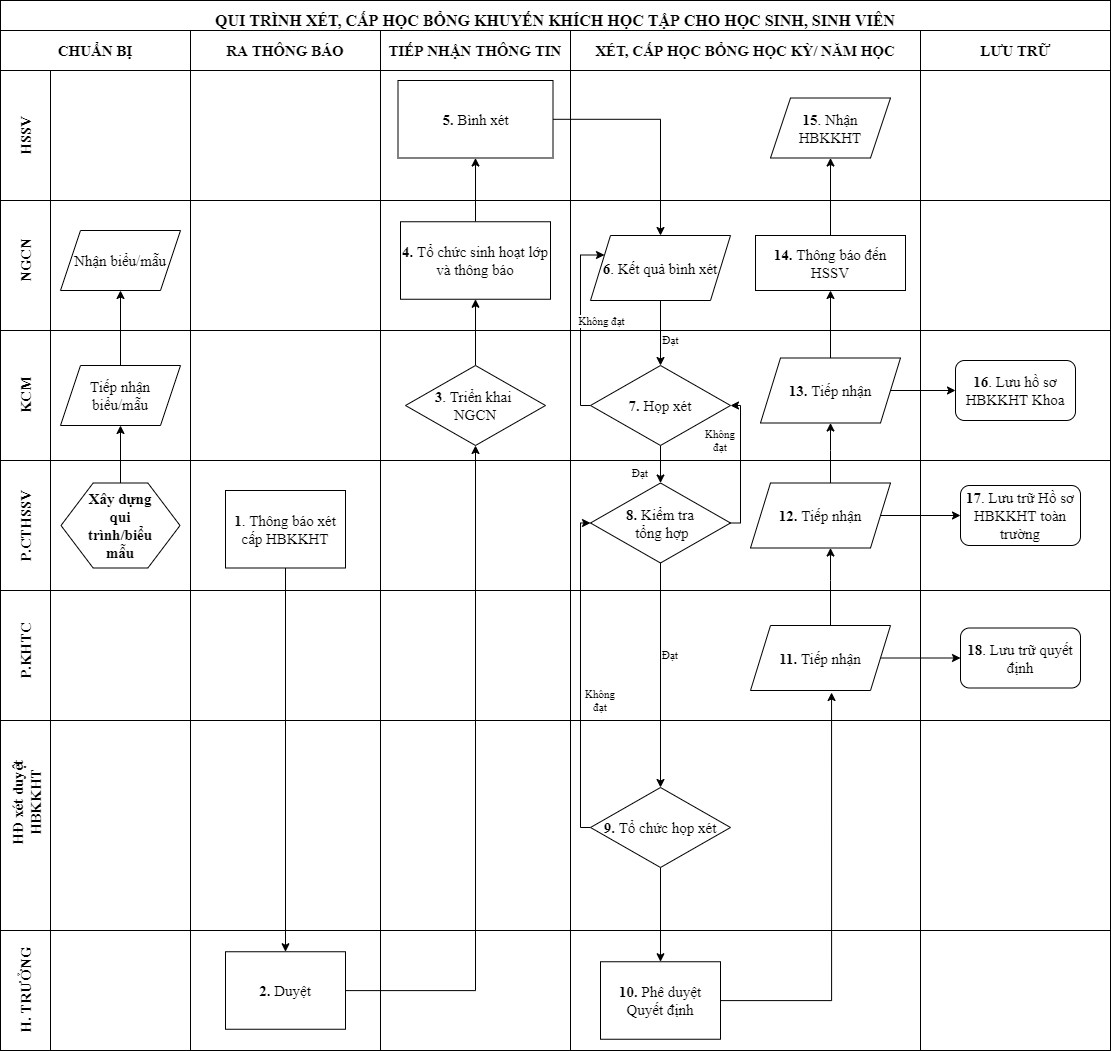 QUI TRÌNH XÉT, CẤP HỌC BỔNG KHUYẾN KHÍCH HỌC TẬP CHO HỌC SINH, SINH VIÊN
CHUẨN BỊ
RA THÔNG BÁO
TIẾP NHẬN THÔNG TIN
XÉT, CẤP HỌC BỔNG HỌC KỲ/ NĂM HỌC
LƯU TRỮ
HSSV
5. Bình xét
15. Nhận
HBKKHT
NGCN
Nhận biểu/mẫu
4. Tổ chức sinh hoạt lớp
và thông báo
6. Kết quả bình xét
14. Thông báo đến
HSSV
Không đạt
Đạt
KCM
Tiếp nhận
biểu/mẫu
3. Triển khai
NGCN
7. Họp xét
Không
đạt
13. Tiếp nhận
16. Lưu hồ sơ
HBKKHT Khoa
Đạt
P.CTHSSV
Xây dựng
qui
trình/biểu
mẫu
1. Thông báo xét
cấp HBKKHT
8. Kiểm tra
tổng hợp
12. Tiếp nhận
17. Lưu trữ Hồ sơ
HBKKHT toàn
trường
P.KHTC
Đạt
Không
đạt
11. Tiếp nhận
18. Lưu trữ quyết
định
HĐ xét duyệt
HBKKHT
9. Tổ chức họp xét
H. TRƯỞNG
2. Duyệt
10. Phê duyệt
Quyết định